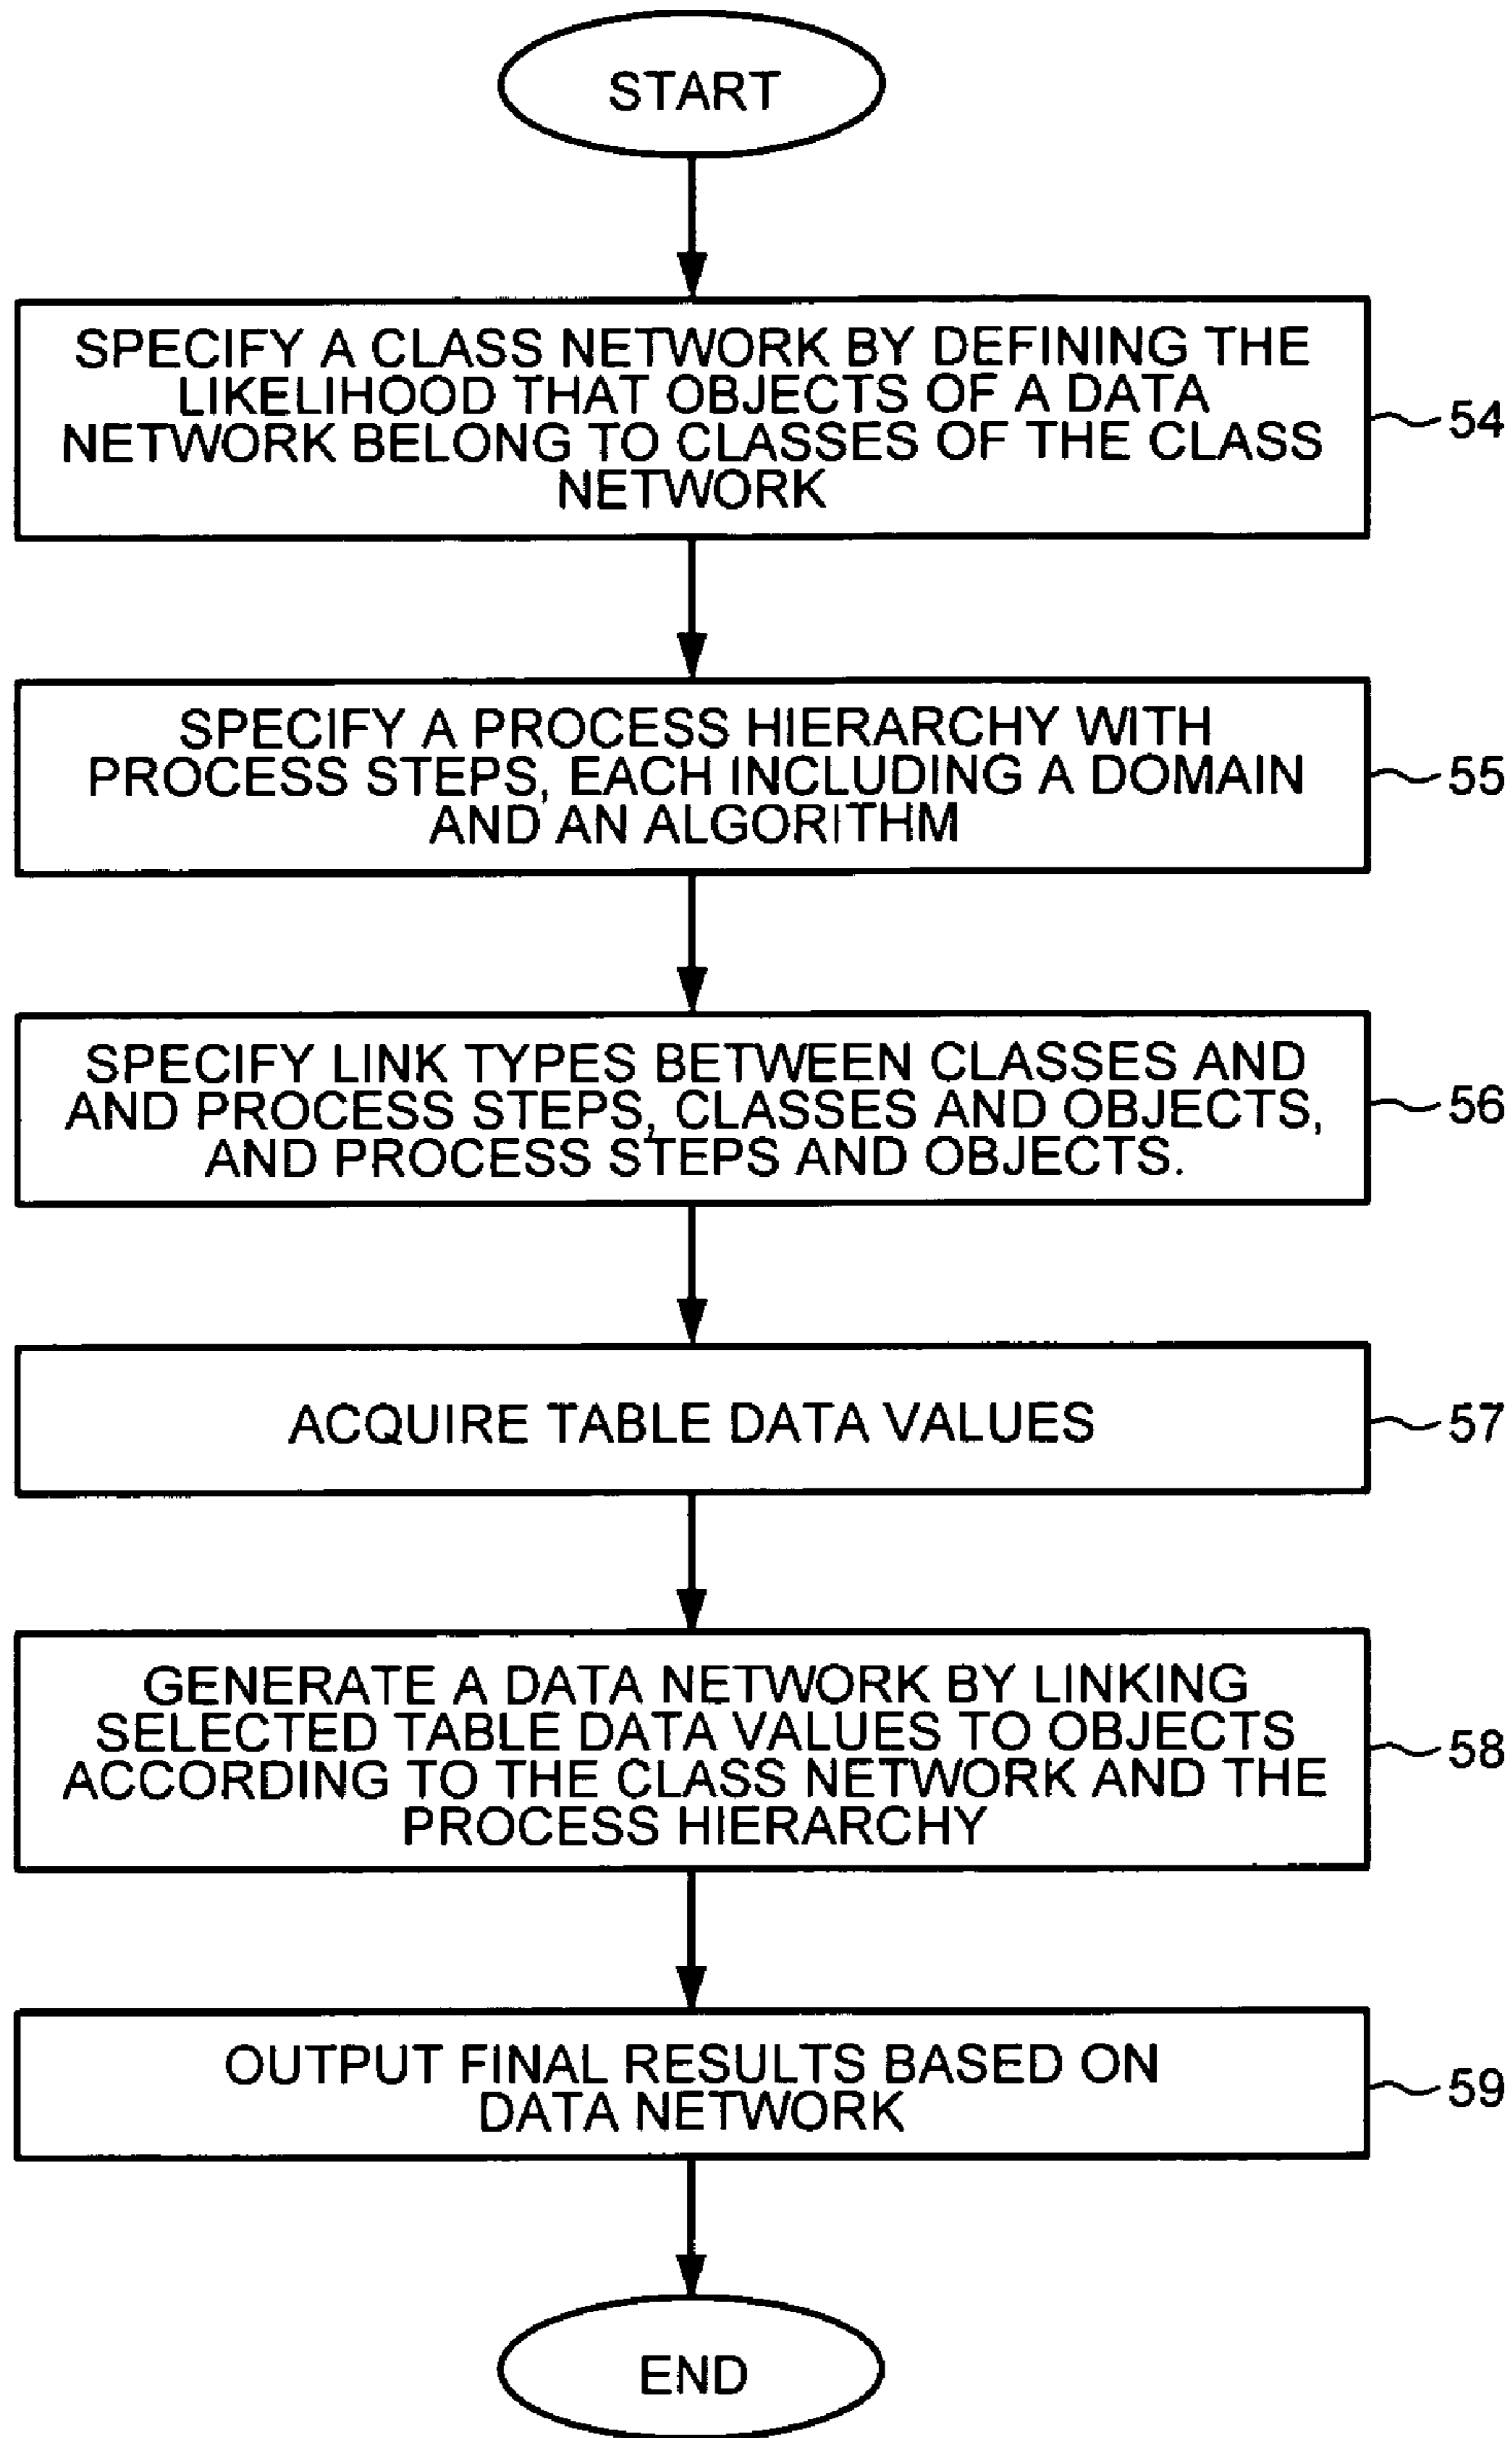 START
SPECIFY A CLASS NETWORK BY DEFINING THE
LIKELIHOOD THAT OBJECTS OF A DATA
NETWORK BELONG TO CLASSES OF THE CLASS
NETWORK
54
SPECIFY A PROCESS HIERARCHY WITH
PROCESS STEPS, EACH INCLUDING A DOMAIN
AND AN ALGORITHM
55
SPECIFY LINK TYPES BETWEEN CLASSES AND
AND PROCESS STEPS, CLASSES AND OBJECTS,
AND PROCESS STEPS AND OBJECTS.
56
ACQUIRE TABLE DATA VALUES
57
GENERATE A DATA NETWORK BY LINKING
SELECTED TABLE DATA VALUES TO OBJECTS
ACCORDING TO THE CLASS NETWORK AND THE
PROCESS HIERARCHY
58
OUTPUT FINAL RESULTS BASED ON
DATA NETWORK
59
END